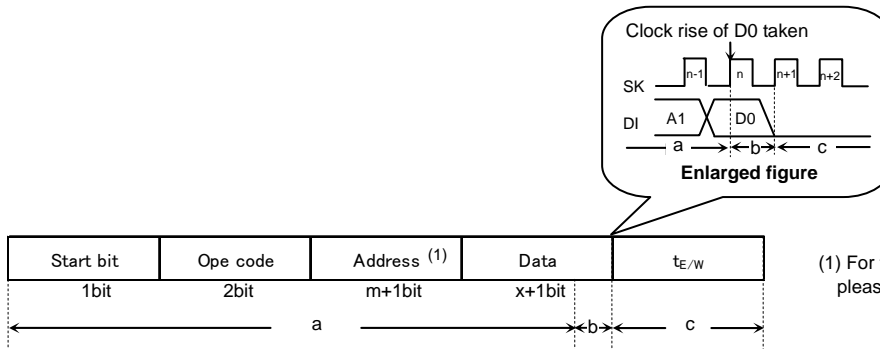 Clock rise of D0 taken
SK n-1 n n+1 n+2
DI A1 D0
a b c
Enlarged figure
Start bit Ope code Address (1) Data tE/W
1bit 2bit m+1bit x+1bit
a b c
(1) For
pleas